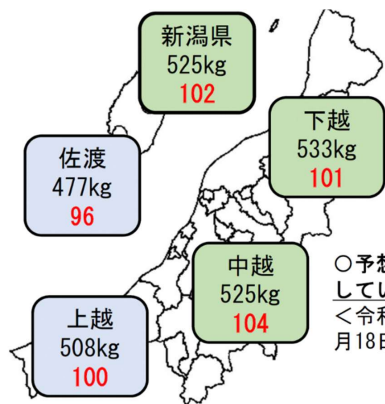 新潟県
525kg
102
下越
533kg
101
佐渡
477kg
96
中越
525kg
104
上越
508kg
100
○予想
してい
＜令和
月18日